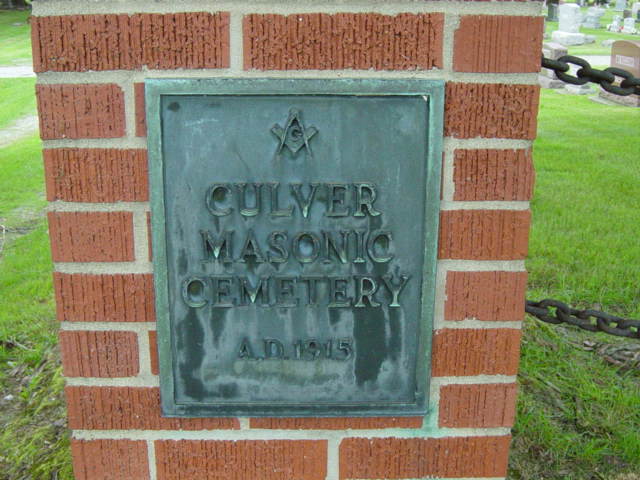 G
CULVER
MASONIC
CEMETERY
A.D. 1915